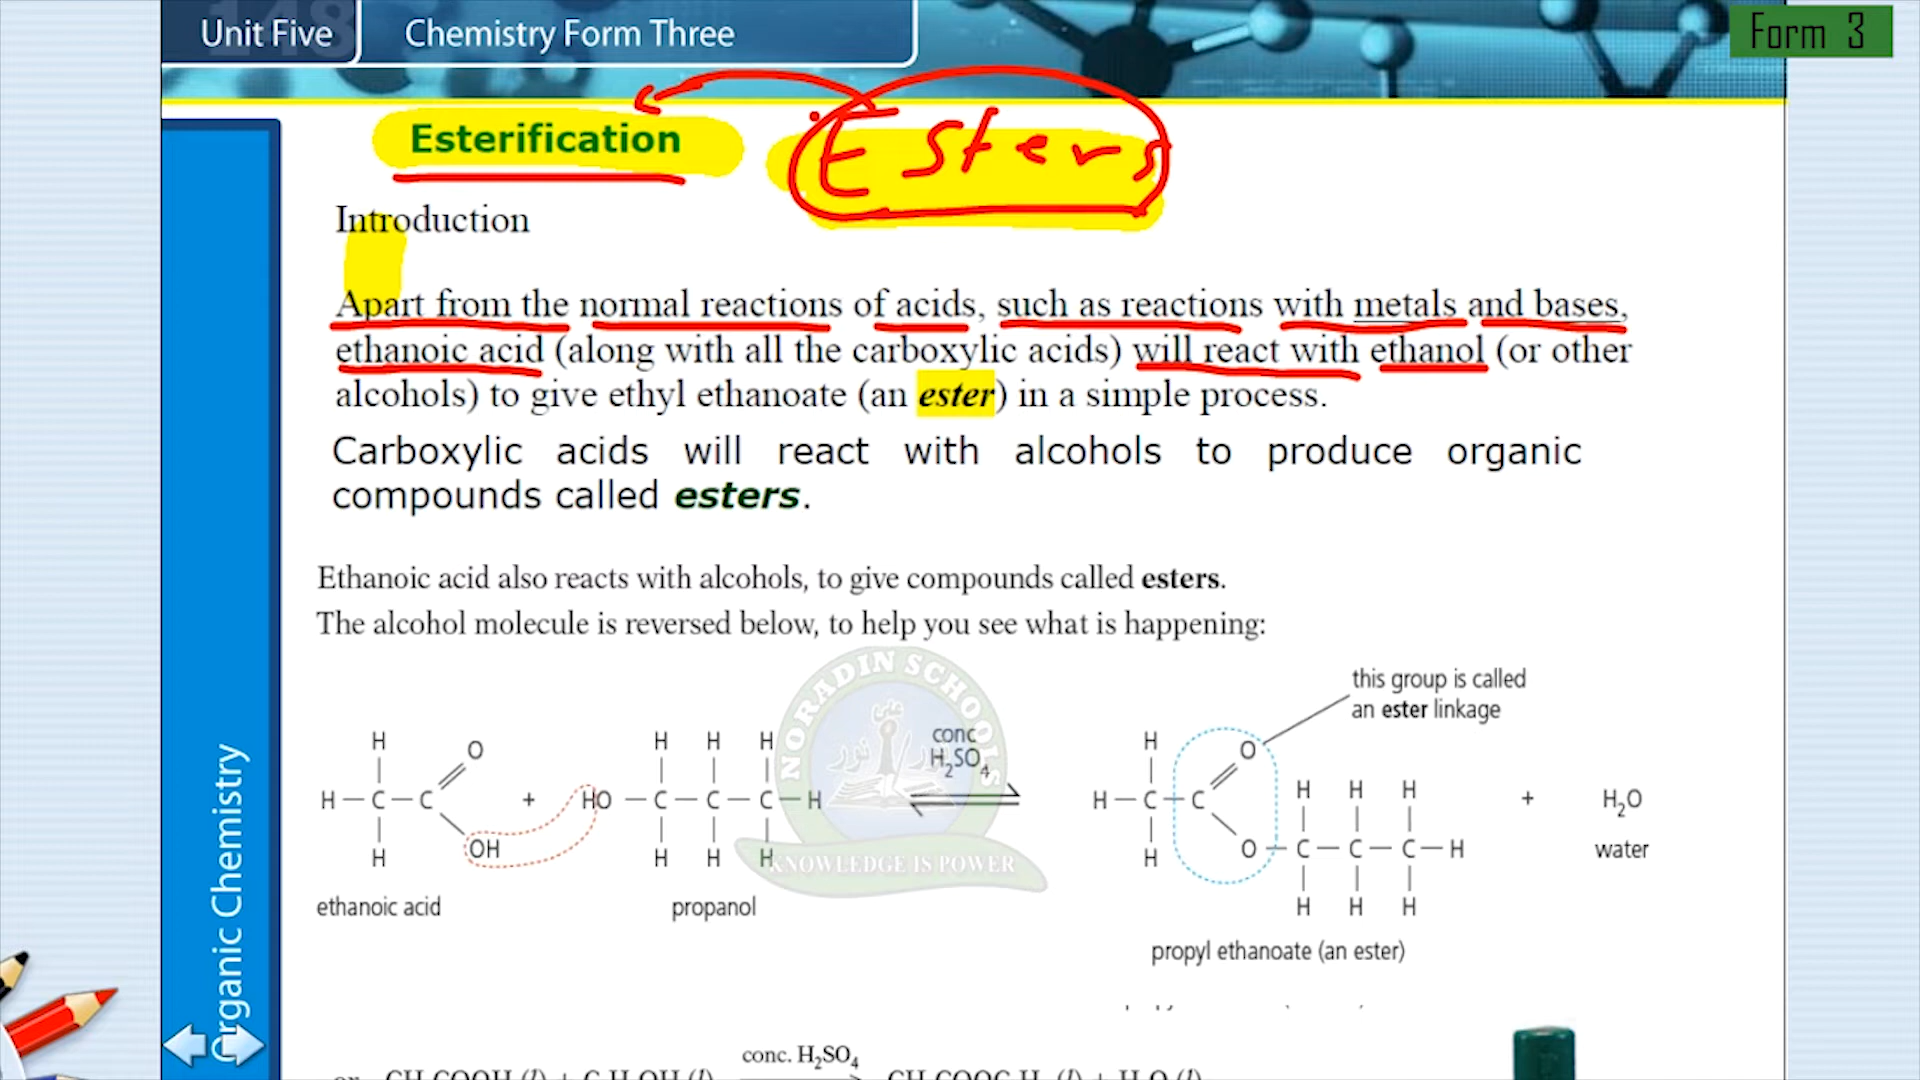 Unit Five
Chemistry Form Three
Form 3
Esterification
Esters
Introduction
Apart from the normal reactions of acids, such as reactions with metals and bases,
ethanoic acid (along with all the carboxylic acids) will react with ethanol (or other
alcohols) to give ethyl ethanoate (an ester) in a simple process.
Carboxylic acids will react with alcohols to produce organic
compounds called esters.
Ethanoic acid also reacts with alcohols, to give compounds called esters.
The alcohol molecule is reversed below, to help you see what is happening:
this group is called
an ester linkage
NORADIN SCHOOLS
H H H H conc H
O H₂SO₄ O
H H H
H — C — C + HO — C — C — C — H H — C — C + H₂O
OH O — C — C — C — H water
H H H H H
KNOWLEDGE IS POWER
H H H
ethanoic acid propanol
propyl ethanoate (an ester)
Organic Chemistry
conc. H₂SO₄